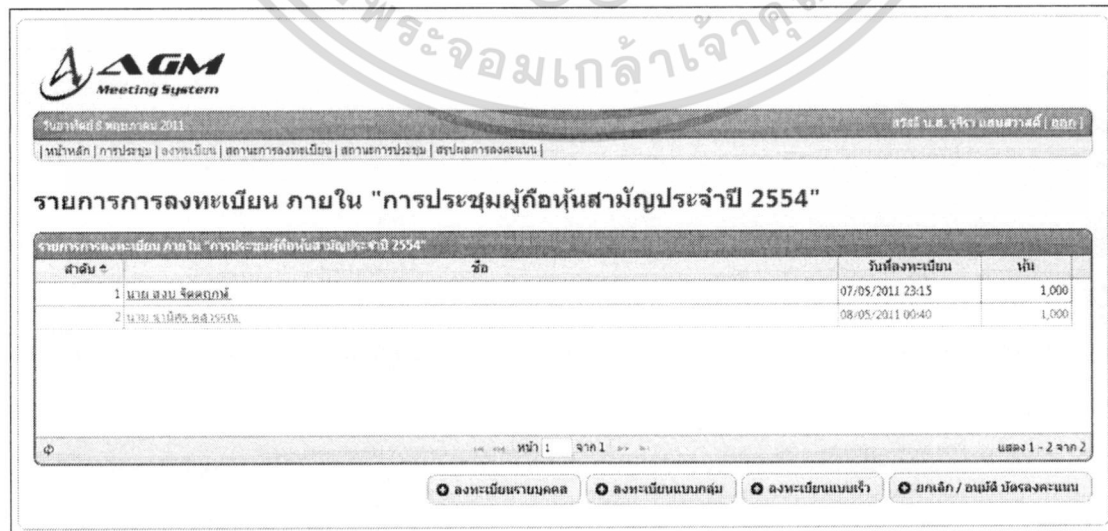 พระจอมเกล้าเจ้าคุณ
AGM
Meeting System
วันอาทิตย์ 8 พฤษภาคม 2011 สวัสดี น.ส. รุจิรา แสนสวาสดิ์ | ออก |
| หน้าหลัก | การประชุม | ลงทะเบียน | สถานะการลงทะเบียน | สถานะการประชุม | สรุปผลการลงคะแนน |
รายการการลงทะเบียน ภายใน "การประชุมผู้ถือหุ้นสามัญประจำปี 2554"
รายการการลงทะเบียน ภายใน "การประชุมผู้ถือหุ้นสามัญประจำปี 2554"
ลำดับ ชื่อ วันที่ลงทะเบียน หุ้น
1 นาย สงบ จิตตฤกษ์ 07/05/2011 23:15 1,000
2 นาย 08/05/2011 00:40 1,000
หน้า 1 จาก 1 แสดง 1 - 2 จาก 2
ลงทะเบียนรายบุคคล ลงทะเบียนแบบกลุ่ม ลงทะเบียนแบบเร็ว ยกเลิก / อนุมัติ บัตรลงคะแนน